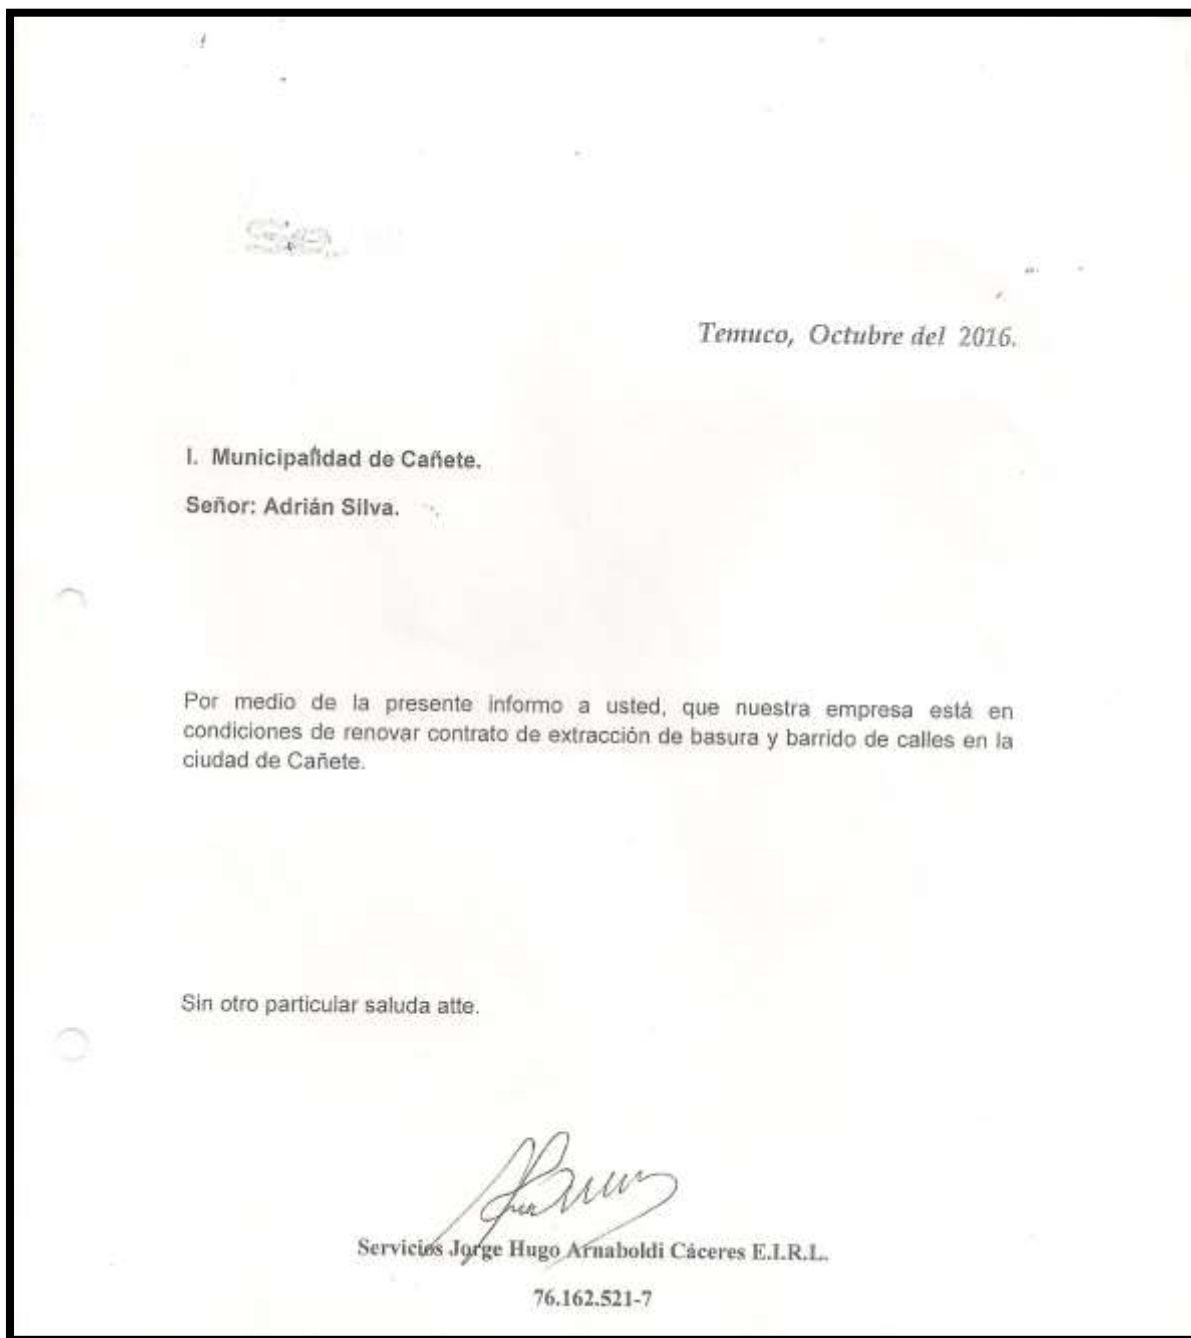 Temuco, Octubre del 2016.
I. Municipalidad de Cañete.
Señor: Adrián Silva.
Por medio de la presente informo a usted, que nuestra empresa está en
condiciones de renovar contrato de extracción de basura y barrido de calles en la
ciudad de Cañete.
Sin otro particular saluda atte.
Servicios Jorge Hugo Arnaboldi Cáceres E.I.R.L.
76.162.521-7